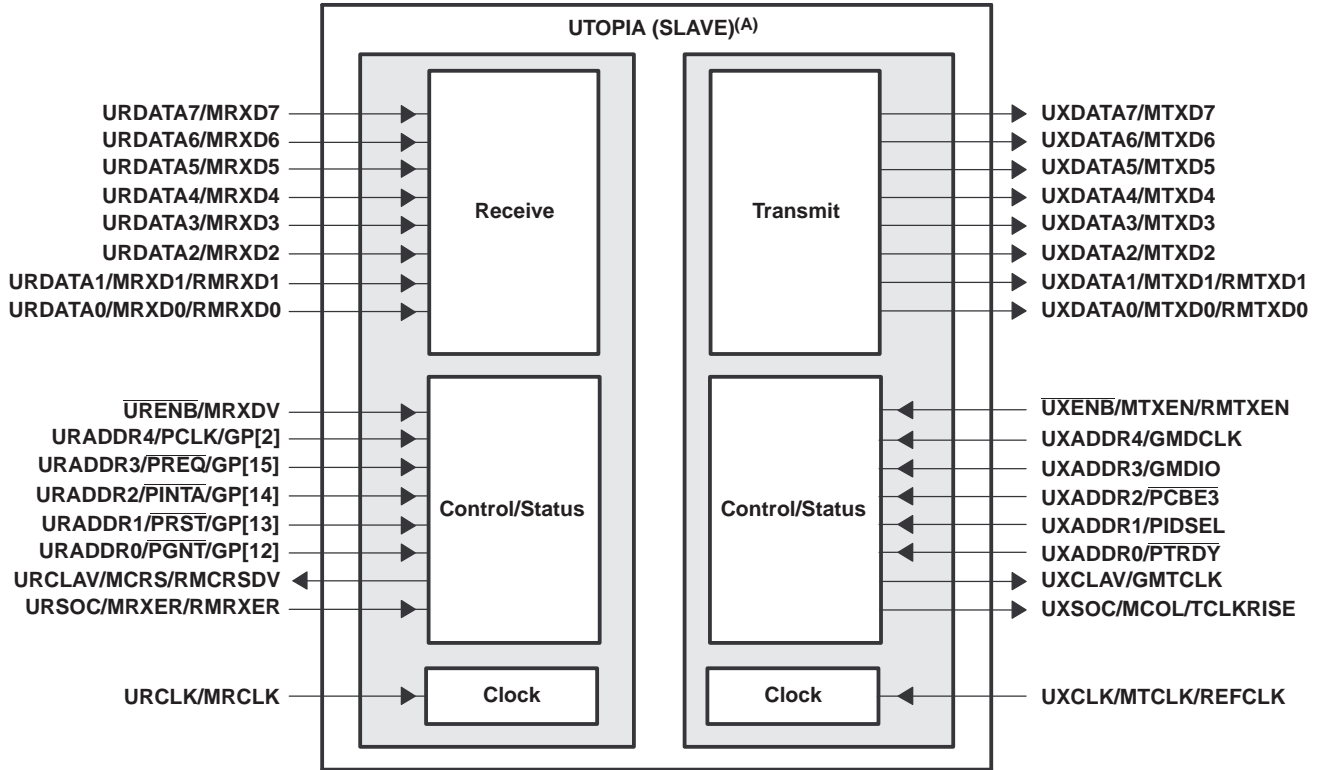 UTOPIA (SLAVE)(A)
URDATA7/MRXD7
URDATA6/MRXD6
URDATA5/MRXD5
URDATA4/MRXD4
URDATA3/MRXD3
URDATA2/MRXD2
URDATA1/MRXD1/RMRXD1
URDATA0/MRXD0/RMRXD0
Receive
Transmit
UXDATA7/MTXD7
UXDATA6/MTXD6
UXDATA5/MTXD5
UXDATA4/MTXD4
UXDATA3/MTXD3
UXDATA2/MTXD2
UXDATA1/MTXD1/RMTXD1
UXDATA0/MTXD0/RMTXD0
URENB/MRXDV
URADDR4/PCLK/GP[2]
URADDR3/PREQ/GP[15]
URADDR2/PINTA/GP[14]
URADDR1/PRST/GP[13]
URADDR0/PGNT/GP[12]
URCLAV/MCRS/RMCRSDV
URSOC/MRXER/RMRXER
Control/Status
Control/Status
UXENB/MTXEN/RMTXEN
UXADDR4/GMDCLK
UXADDR3/GMDIO
UXADDR2/PCBE3
UXADDR1/PIDSEL
UXADDR0/PTRDY
UXCLAV/GMTCLK
UXSOC/MCOL/TCLKRISE
URCLK/MRCLK
Clock
Clock
UXCLK/MTCLK/REFCLK